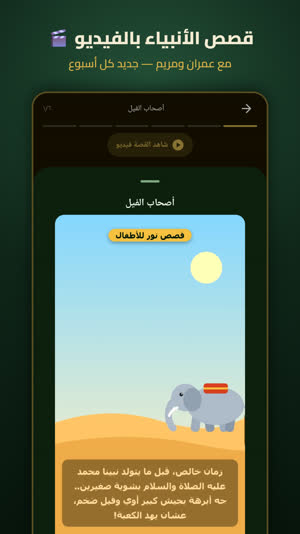 قصص الأنبياء بالفيديو
مع عمران ومريم — جديد كل أسبوع
أصحاب الفيل
١/٦
شاهد القصة فيديو
أصحاب الفيل
قصص نور للأطفال
زمان خالص، قبل ما يتولد نبينا محمد
عليه الصلاة والسلام بشوية صغيرين..
جه أبرهة بجيش كبير أوي وفيل ضخم،
عشان يهد الكعبة!